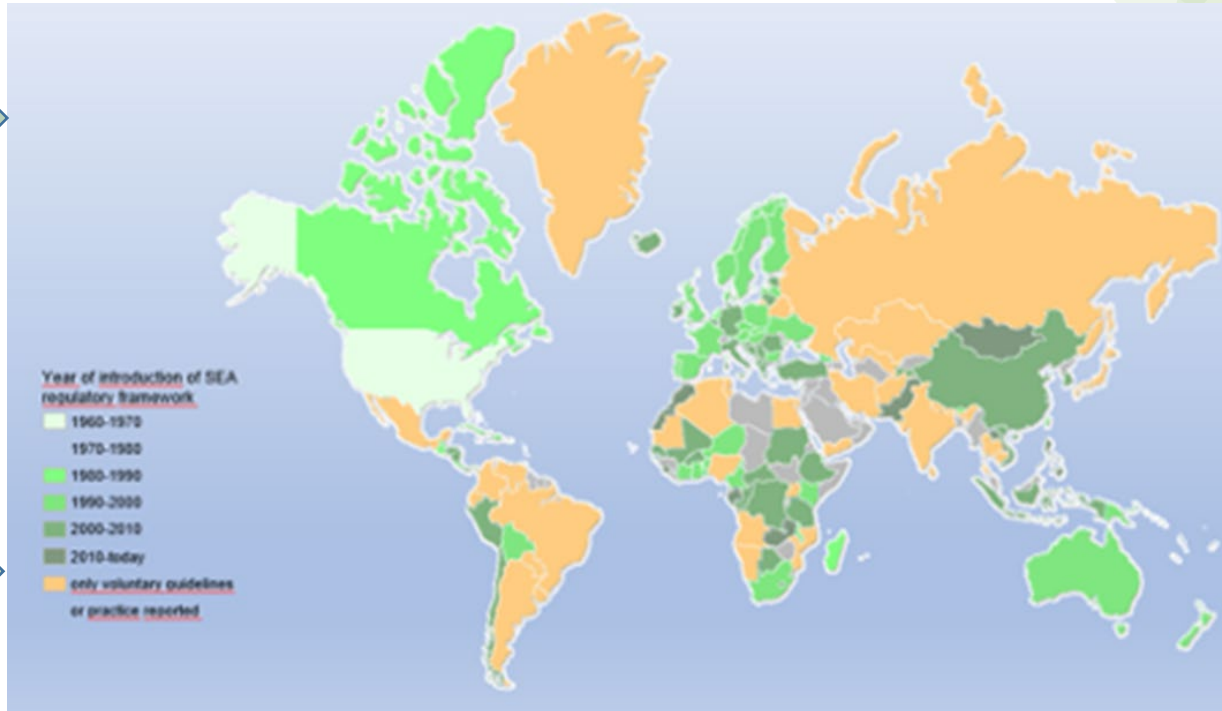 Year of introduction of SEA
regulatory framework
1960-1970
1970-1980
1980-1990
1990-2000
2000-2010
2010-today
only voluntary guidelines
or practice reported